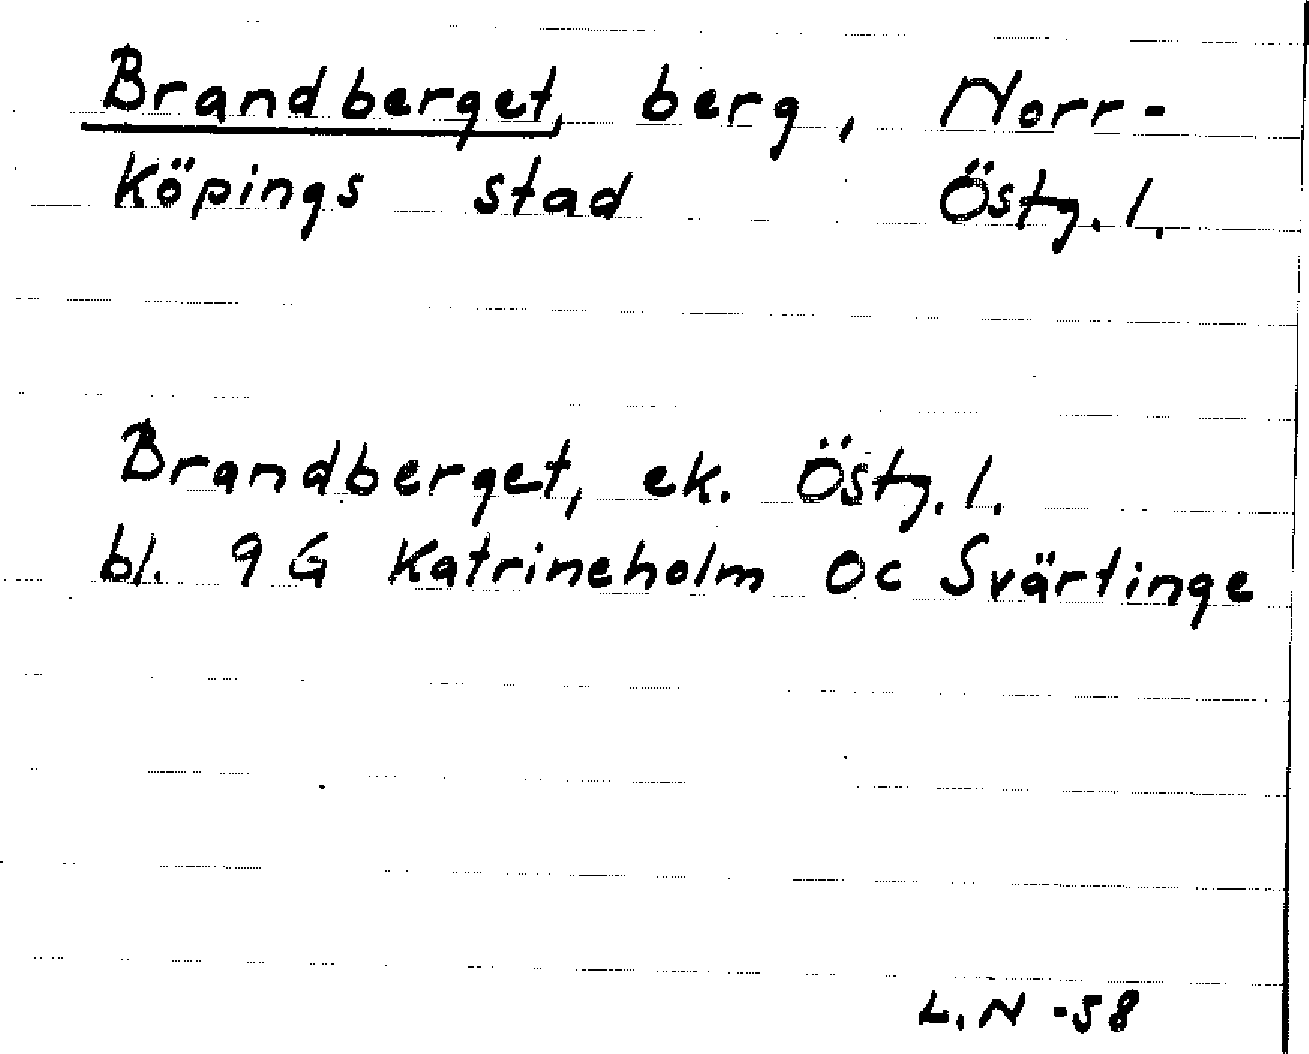 Brandberget, berg, Norr-
köpings stad Östg. l.
Brandberget, ek. Östg. l.
bl. 9 G Katrineholm Oc Svärtinge
L. N -58